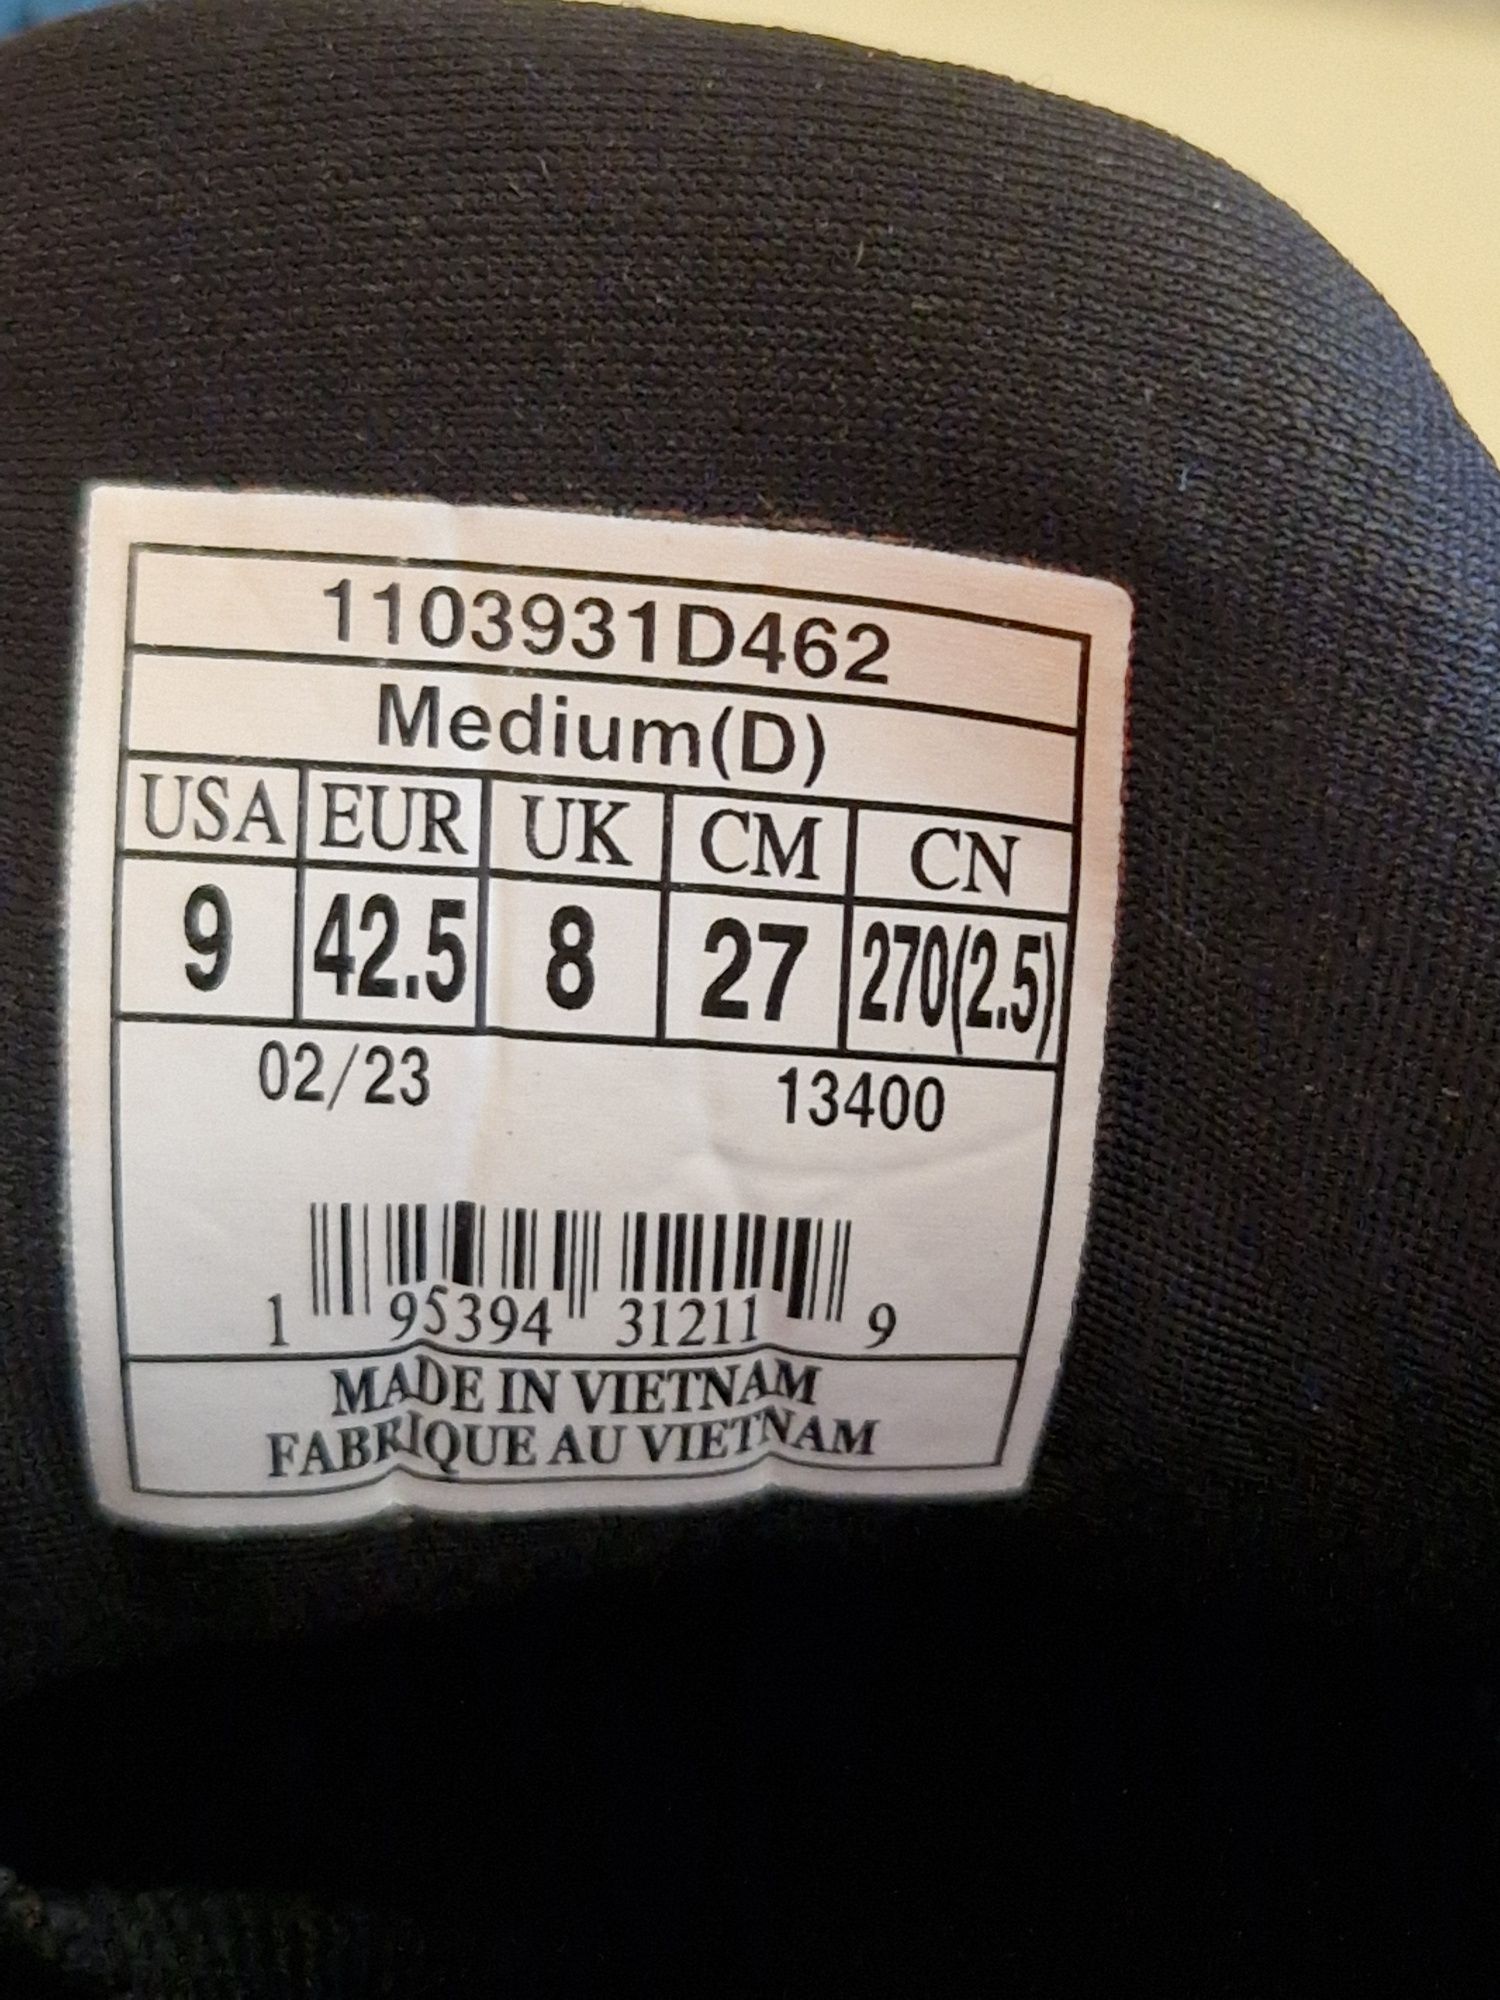 1103931D462
Medium(D)
USA EUR UK CM CN
9 42.5 8 27 270(2.5)
02/23 13400
1 95394 31211 9
MADE IN VIETNAM
FABRIQUE AU VIETNAM